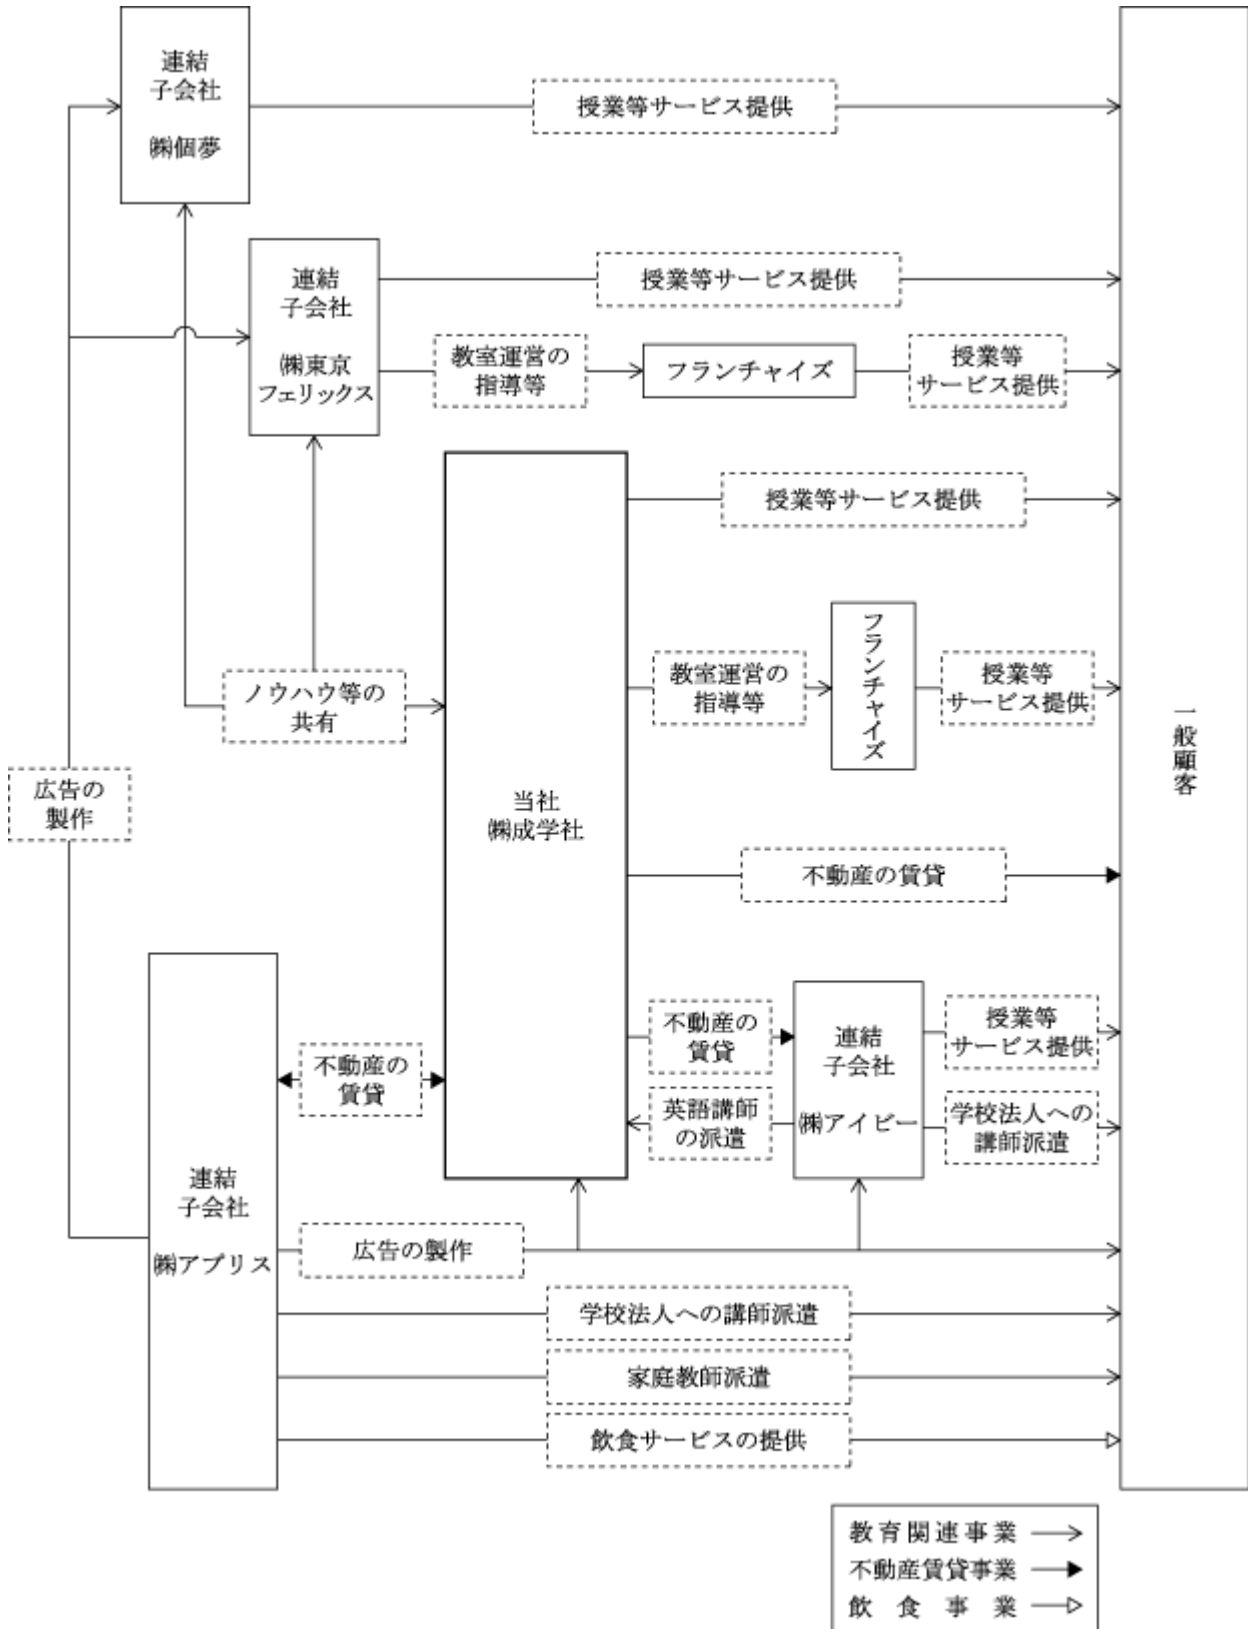 連結
子会社
㈱個夢
授業等サービス提供
連結
子会社
㈱東京
フェリックス
授業等サービス提供
教室運営の
指導等
フランチャイズ
授業等
サービス提供
授業等サービス提供
ノウハウ等の
共有
教室運営の
指導等
フランチャイズ
授業等
サービス提供
一般顧客
広告の
製作
当社
㈱成学社
不動産の賃貸
不動産の
賃貸
不動産の
賃貸
英語講師
の派遣
連結
子会社
㈱アイビー
授業等
サービス提供
学校法人への
講師派遣
連結
子会社
㈱アプリス
広告の製作
学校法人への講師派遣
家庭教師派遣
飲食サービスの提供
教育関連事業
不動産賃貸事業
飲食事業